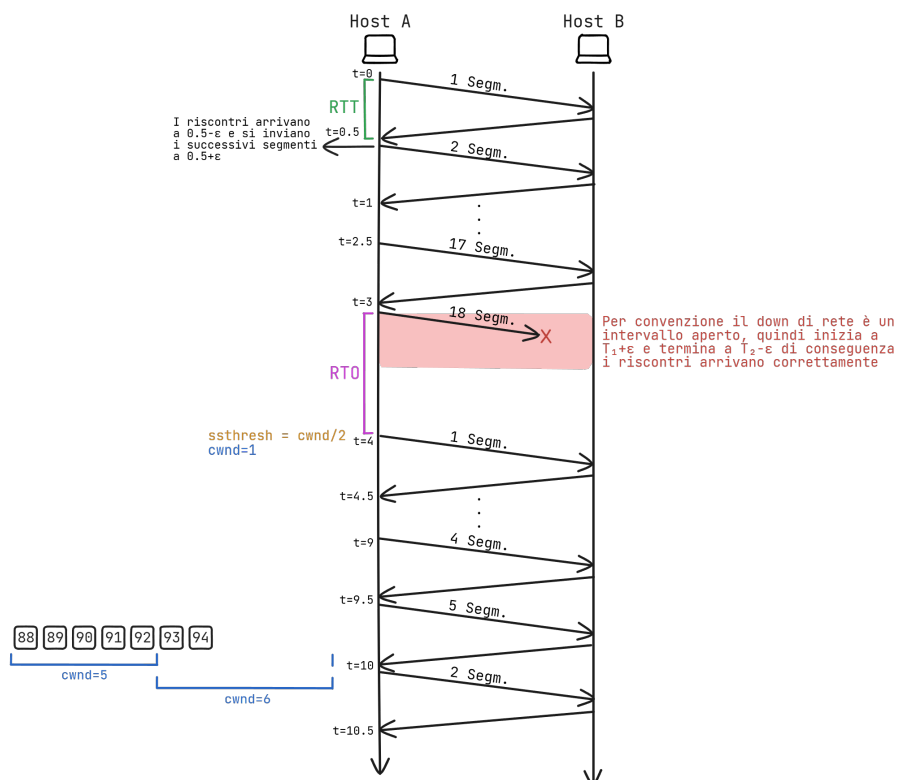 Host A
Host B
t=0
1 Segm.
RTT
I riscontri arrivano
a 0.5-ε e si inviano
i successivi segmenti
a 0.5+ε
t=0.5
2 Segm.
t=1
.
.
.
t=2.5
17 Segm.
t=3
18 Segm.
X
Per convenzione il down di rete è un
intervallo aperto, quindi inizia a
T₁+ε e termina a T₂-ε di conseguenza
i riscontri arrivano correttamente
RTO
ssthresh = cwnd/2
cwnd=1
t=4
1 Segm.
t=4.5
.
.
.
t=9
4 Segm.
t=9.5
5 Segm.
88 89 90 91 92 93 94
cwnd=5
t=10
2 Segm.
cwnd=6
t=10.5